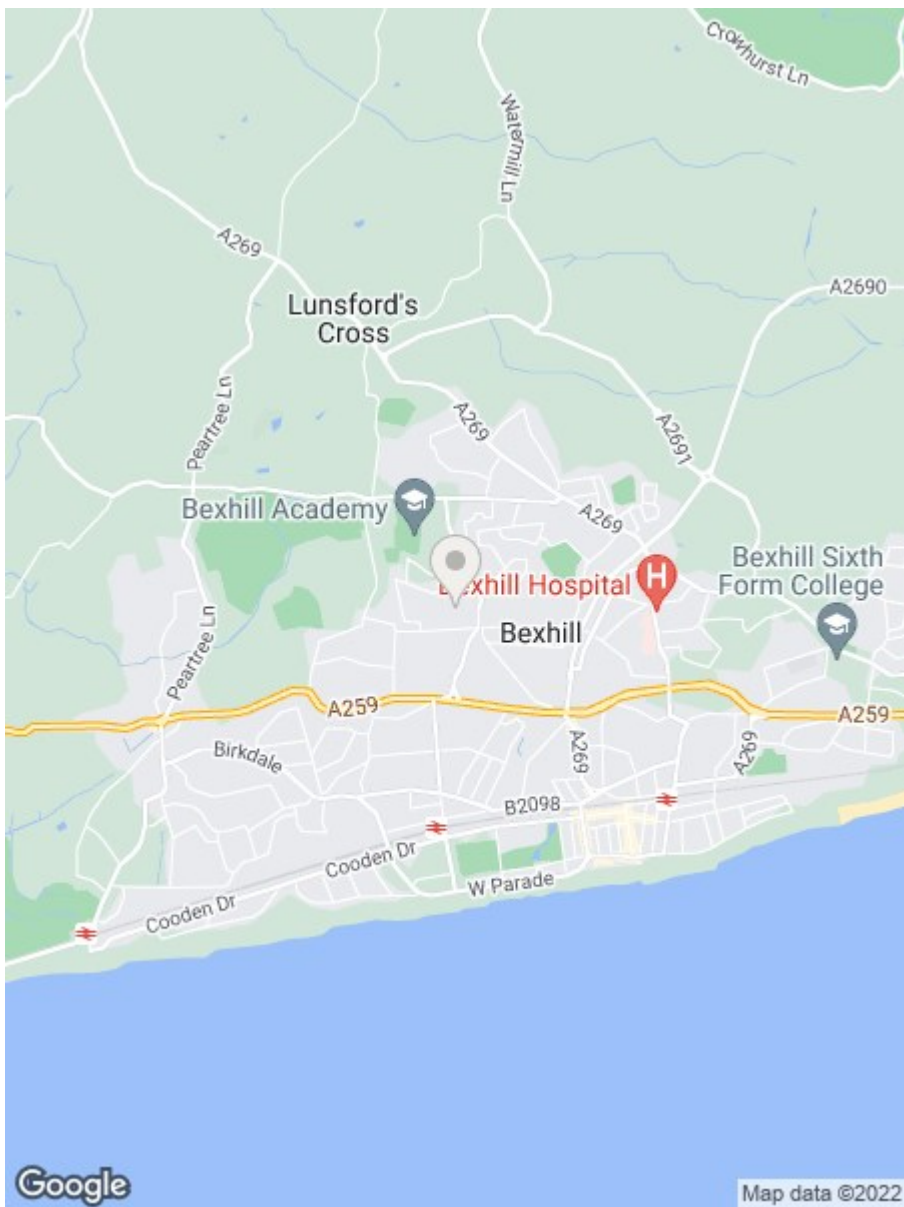 Crowhurst Ln
Watermill Ln
A269
A2690
Lunsford's
Cross
Peartree Ln
A269
A2691
Bexhill Academy
A269
Bexhill Sixth
Form College
Bexhill Hospital
H
Bexhill
Peartree Ln
A259
A259
Birkdale
A269
A269
B2098
Cooden Dr
W Parade
Cooden Dr
Google
Map data ©2022